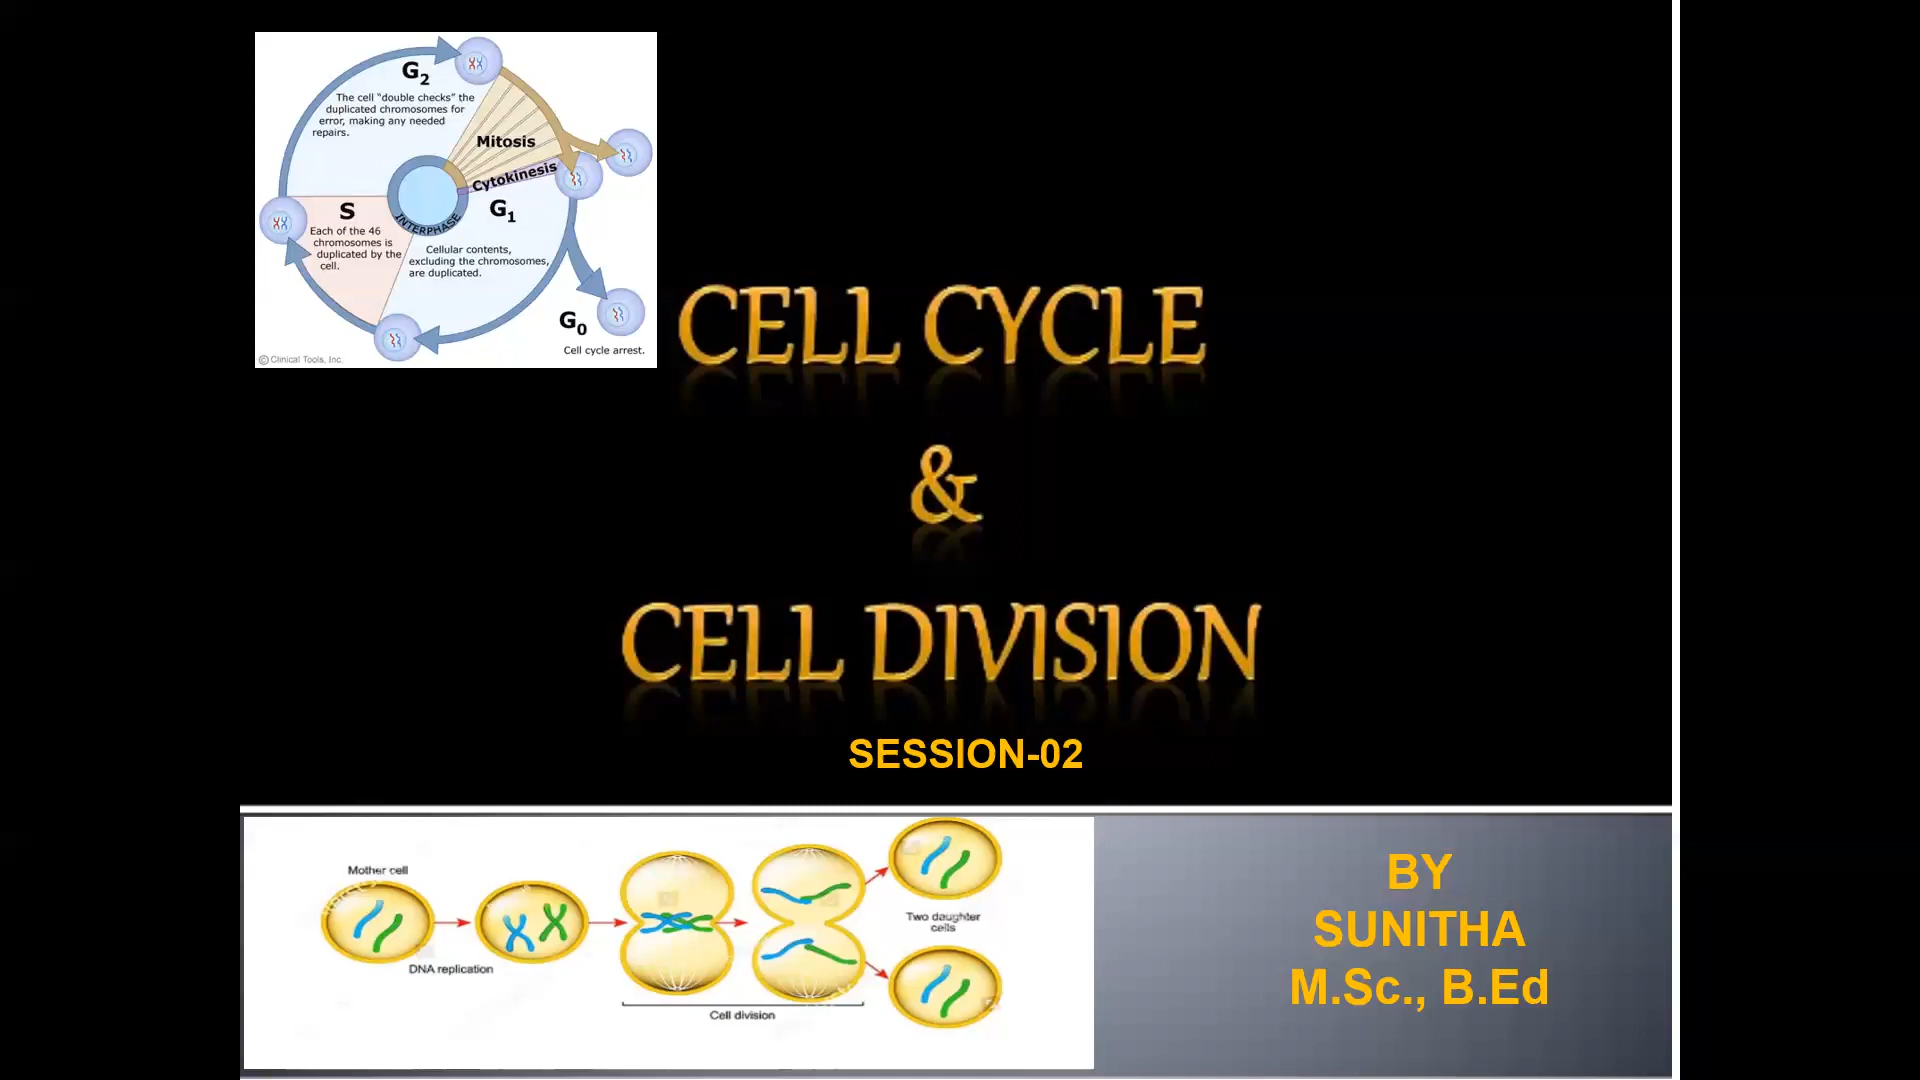 G2
The cell "double checks" the
duplicated chromosomes for
error, making any needed
repairs.
Mitosis
Cytokinesis
S
Each of the 46
chromosomes is
duplicated by the
cell.
INTERPHASE
G1
Cellular contents,
excluding the chromosomes,
are duplicated.
G0
Cell cycle arrest.
© Clinical Tools, Inc.
CELL CYCLE
&
CELL DIVISION
SESSION-02
Mother cell
DNA replication
Cell division
Two daughter
cells
BY
SUNITHA
M.Sc., B.Ed